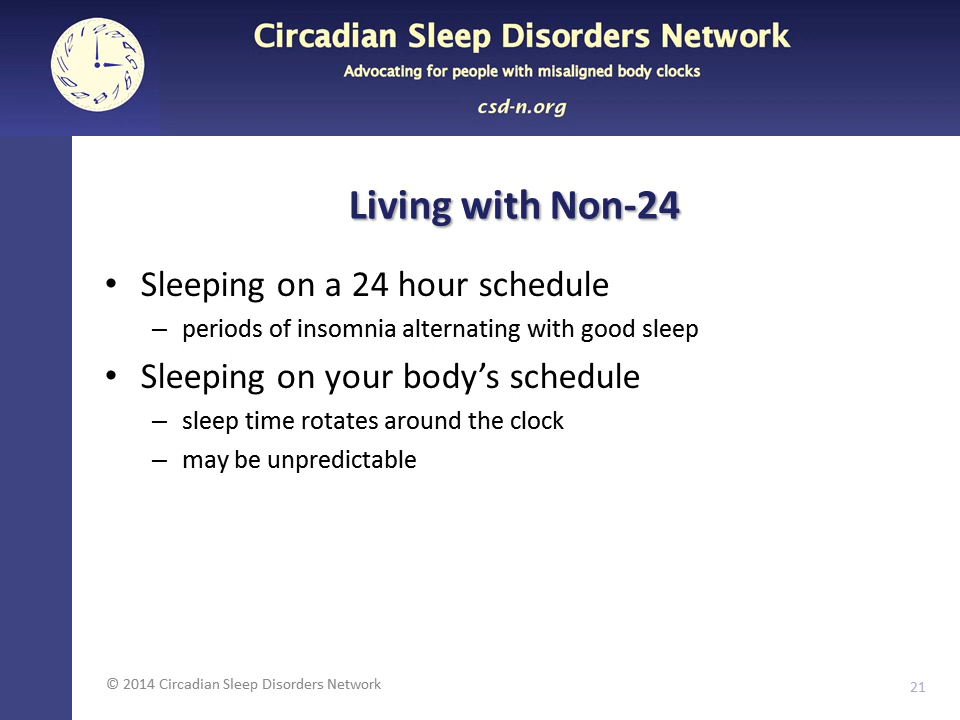 Circadian Sleep Disorders Network
Advocating for people with misaligned body clocks
csd-n.org
Living with Non-24
• Sleeping on a 24 hour schedule
– periods of insomnia alternating with good sleep
• Sleeping on your body’s schedule
– sleep time rotates around the clock
– may be unpredictable
© 2014 Circadian Sleep Disorders Network
21